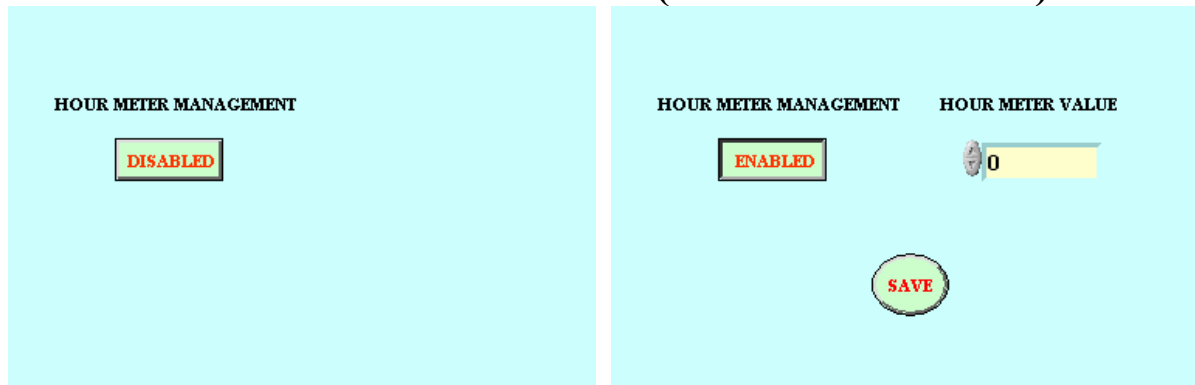 HOUR METER MANAGEMENT
DISABLED
HOUR METER MANAGEMENT HOUR METER VALUE
ENABLED 0
SAVE